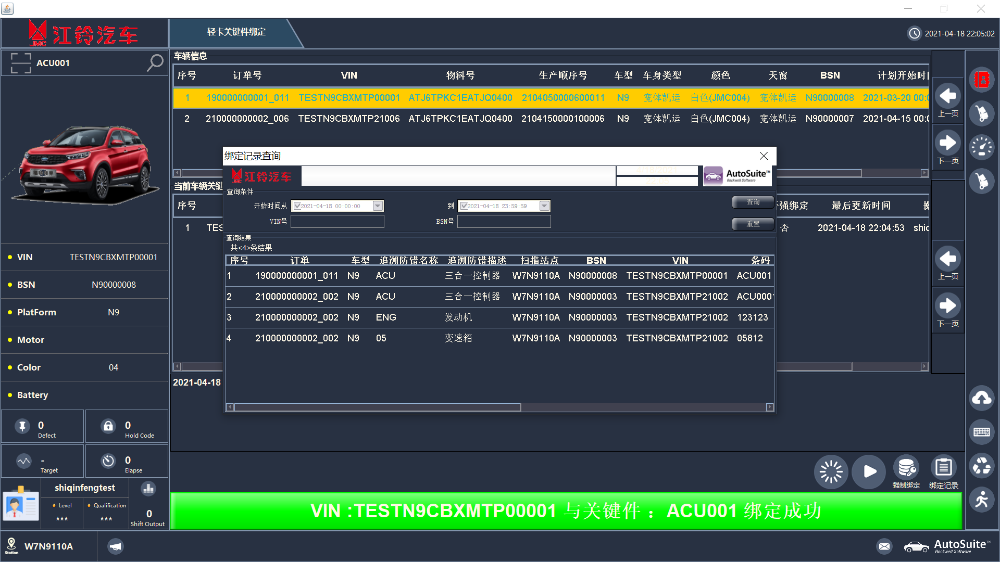 JMC 江铃汽车
轻卡关键件绑定
2021-04-18 22:05:02
ACU001
车辆信息
序号 订单号 VIN 物料号 生产顺序号 车型 车身类型 颜色 天窗 BSN 计划开始时
1 190000000001_011 TESTN9CBXMTP00001 ATJ6TPKC1EATJQ0400 2104050000600011 N9 宽体凯运 白色(JMC004) 宽体凯运 N90000008 2021-03-20 00:
2 210000000002_006 TESTN9CBXMTP21006 ATJ6TPKC1EATJQ0400 2104150000100006 N9 宽体凯运 白色(JMC004) 宽体凯运 N90000007 2021-04-15 00:
上一页
下一页
当前车辆关键
序号 强绑定 最后更新时间
1 TES 否 2021-04-18 22:04:53 shi
上一页
下一页
2021-04-18
绑定记录查询
江铃汽车
AutoSuite™
Rockwell Software
查询条件
开始时间从 2021-04-18 00:00:00 到 2021-04-18 23:59:59 查询
VIN号 BSN号 重置
查询结果
共<4>条结果
序号 订单 车型 追溯防错名称 追溯防错描述 扫描站点 BSN VIN 条码
1 190000000001_011 N9 ACU 三合一控制器 W7N9110A N90000008 TESTN9CBXMTP00001 ACU001
2 210000000002_002 N9 ACU 三合一控制器 W7N9110A N90000003 TESTN9CBXMTP21002 ACU000
3 210000000002_002 N9 ENG 发动机 W7N9110A N90000003 TESTN9CBXMTP21002 123123
4 210000000002_002 N9 05 变速箱 W7N9110A N90000003 TESTN9CBXMTP21002 05812
VIN TESTN9CBXMTP00001
BSN N90000008
PlatForm N9
Motor
Color 04
Battery
0 Defect
0 Hold Code
- Target
0 Elapse
shiqinfengtest
Level Qualification
*** ***
0
Shift Output
强制绑定 绑定记录
VIN :TESTN9CBXMTP00001 与关键件 : ACU001 绑定成功
Station W7N9110A
AutoSuite™
Rockwell Software